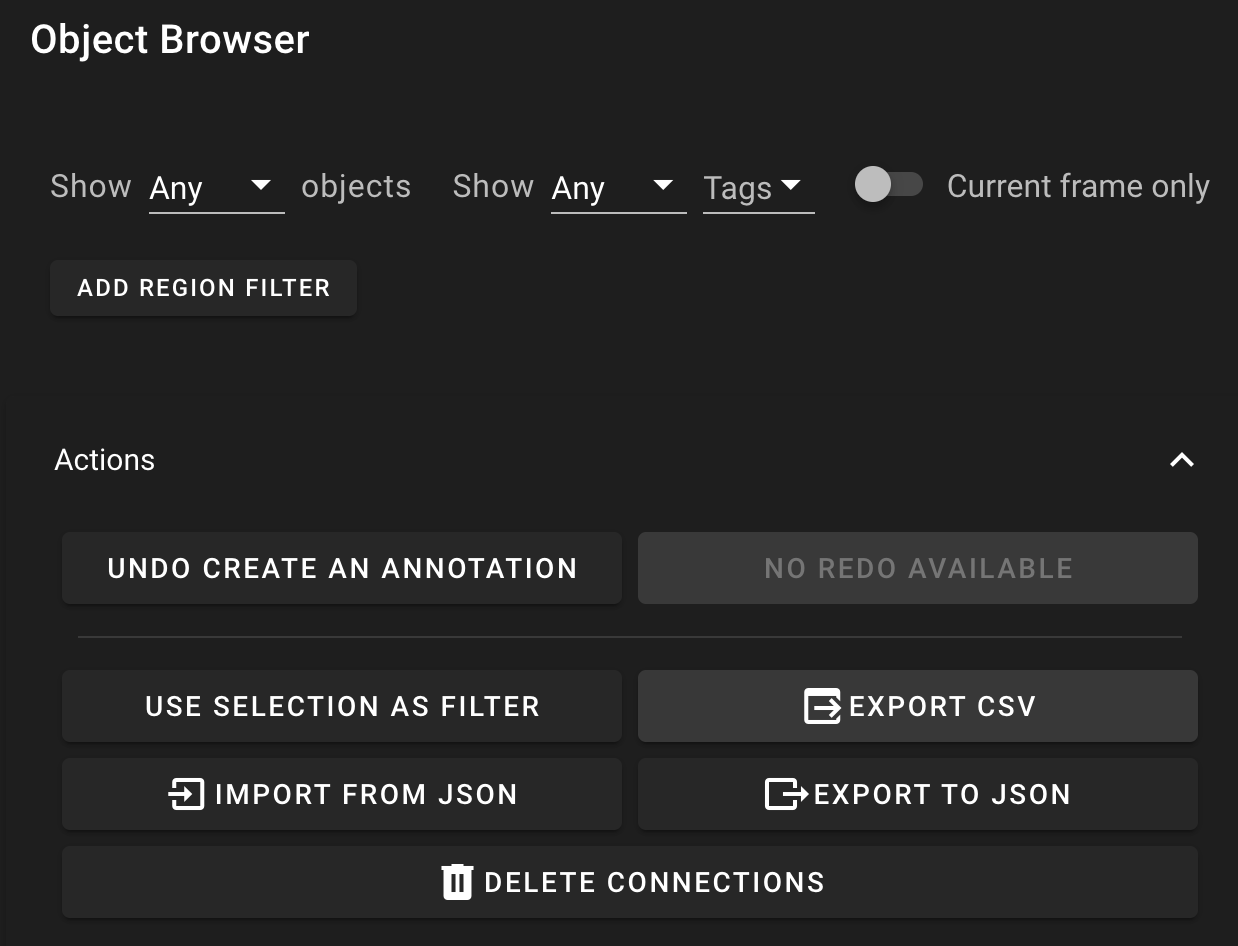 Object Browser
Show Any objects Show Any Tags Current frame only
ADD REGION FILTER
Actions
UNDO CREATE AN ANNOTATION NO REDO AVAILABLE
USE SELECTION AS FILTER EXPORT CSV
IMPORT FROM JSON EXPORT TO JSON
DELETE CONNECTIONS